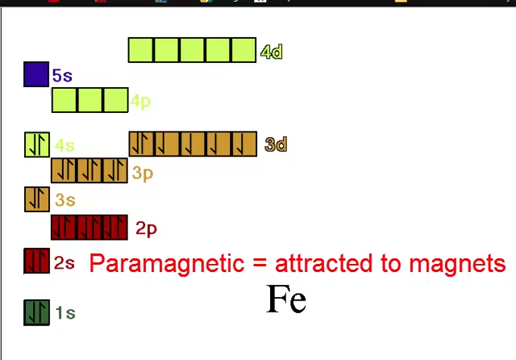 4d
5s
4p
4s
3d
3p
3s
2p
2s
Paramagnetic = attracted to magnets
Fe
1s